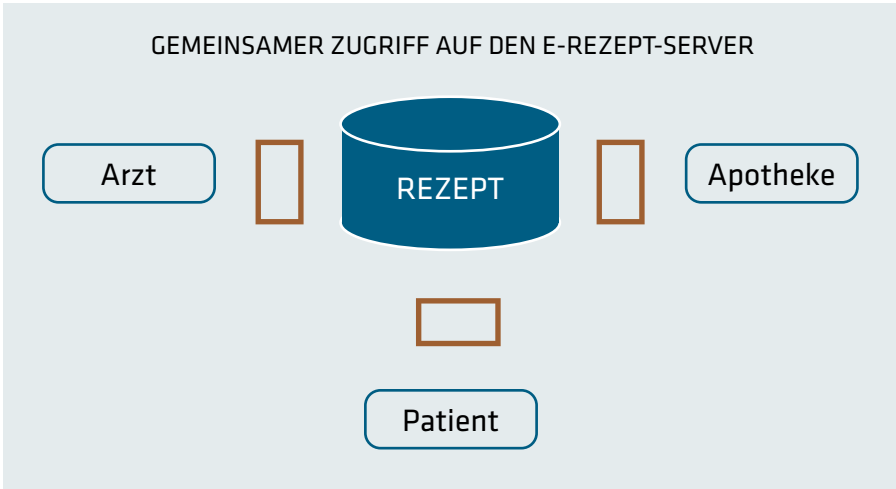 GEMEINSAMER ZUGRIFF AUF DEN E-REZEPT-SERVER
Arzt
REZEPT
Apotheke
Patient